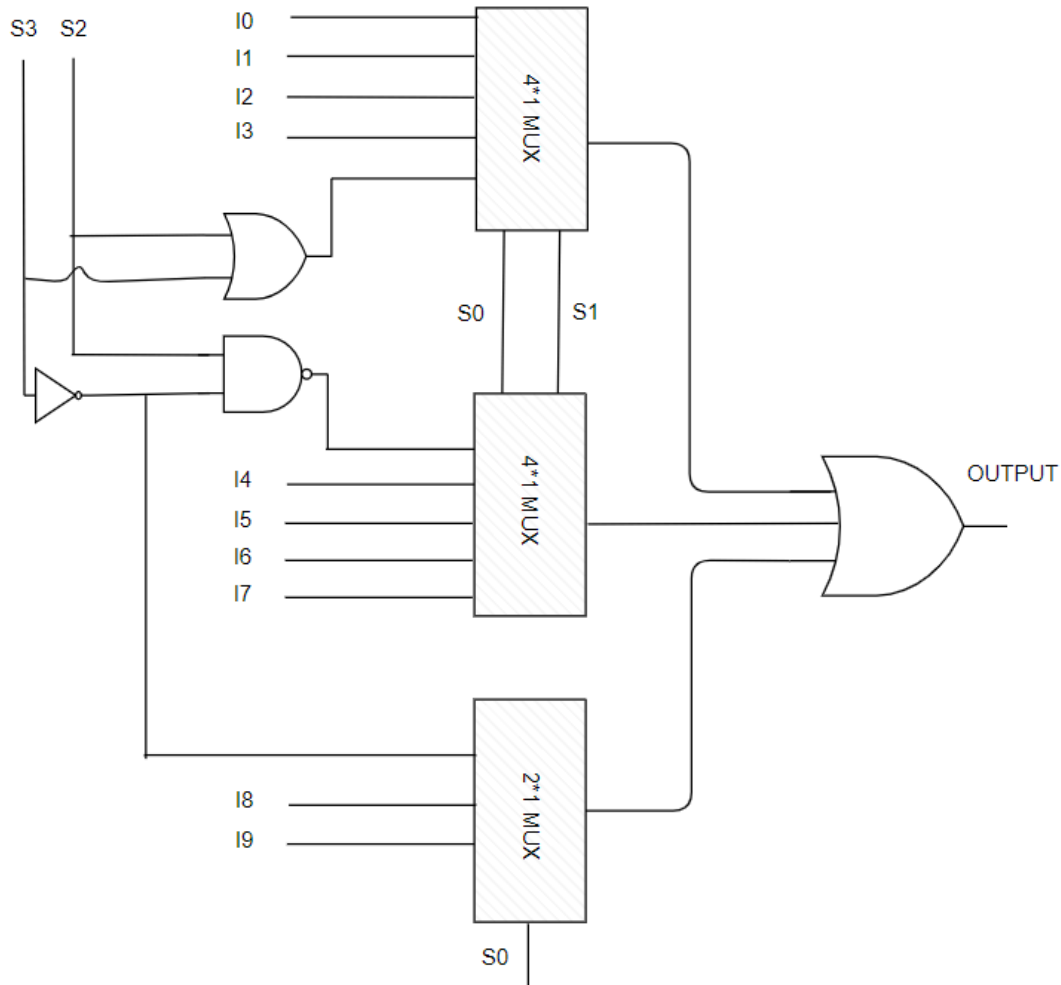 S3
S2
I0
I1
I2
I3
4*1 MUX
S0
S1
I4
I5
I6
I7
4*1 MUX
OUTPUT
I8
I9
2*1 MUX
S0